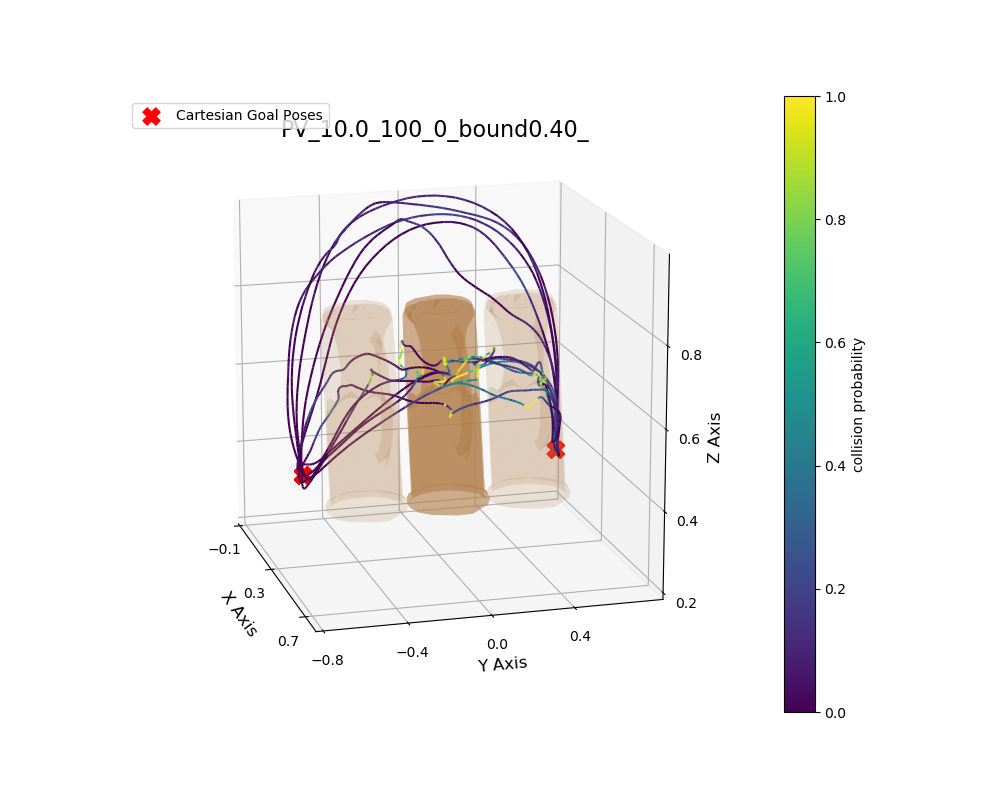 Cartesian Goal Poses
PV_10.0_100_0_bound0.40_
1.0
0.8
0.6
0.4
0.2
0.0
collision probability
0.8
0.6
0.4
0.2
Z Axis
−0.1
0.3
0.7
X Axis
−0.8
−0.4
0.0
0.4
Y Axis